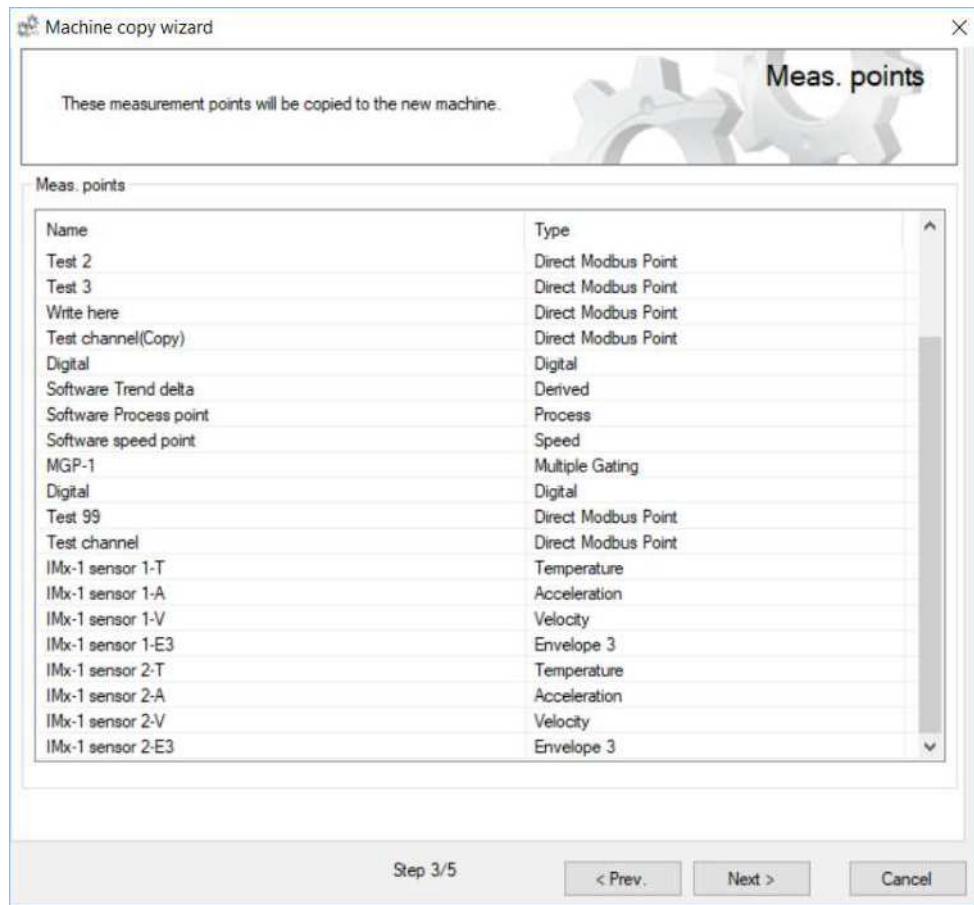 Machine copy wizard
Meas. points
These measurement points will be copied to the new machine.
Meas. points
Name Type
Test 2 Direct Modbus Point
Test 3 Direct Modbus Point
Write here Direct Modbus Point
Test channel(Copy) Direct Modbus Point
Digital Digital
Software Trend delta Derived
Software Process point Process
Software speed point Speed
MGP-1 Multiple Gating
Digital Digital
Test 99 Direct Modbus Point
Test channel Direct Modbus Point
IMx-1 sensor 1-T Temperature
IMx-1 sensor 1-A Acceleration
IMx-1 sensor 1-V Velocity
IMx-1 sensor 1-E3 Envelope 3
IMx-1 sensor 2-T Temperature
IMx-1 sensor 2-A Acceleration
IMx-1 sensor 2-V Velocity
IMx-1 sensor 2-E3 Envelope 3
Step 3/5 < Prev. Next > Cancel